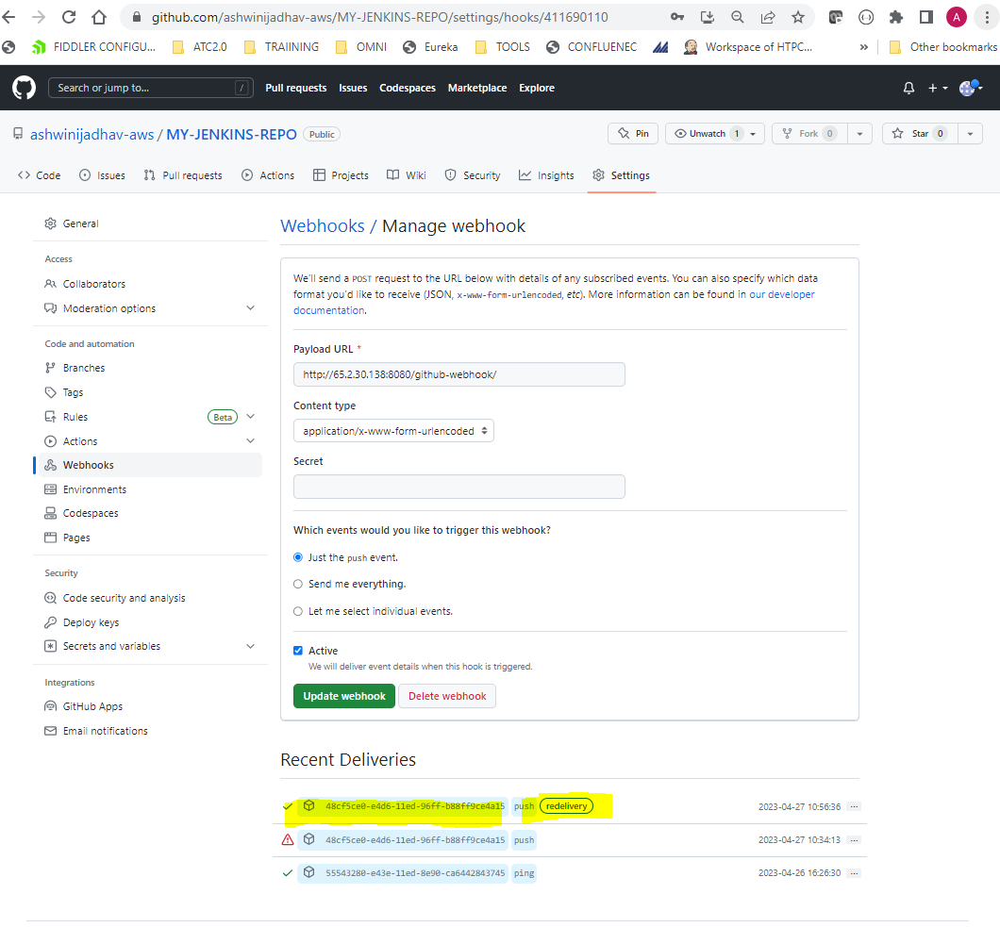 github.com/ashwinijadhav-aws/MY-JENKINS-REPO/settings/hooks/411690110
A
FIDDLER CONFIGU... ATC2.0 TRAIINING OMNI Eureka TOOLS CONFLUENEC Workspace of HTPC... » Other bookmarks
Search or jump to... / Pull requests Issues Codespaces Marketplace Explore
ashwinijadhav-aws / MY-JENKINS-REPO Public Pin Unwatch 1 Fork 0 Star 0
Code Issues Pull requests Actions Projects Wiki Security Insights Settings
General
Access
Collaborators
Moderation options
Code and automation
Branches
Tags
Rules Beta
Actions
Webhooks
Environments
Codespaces
Pages
Security
Code security and analysis
Deploy keys
Secrets and variables
Integrations
GitHub Apps
Email notifications
Webhooks / Manage webhook
We'll send a POST request to the URL below with details of any subscribed events. You can also specify which data
format you'd like to receive (JSON, x-www-form-urlencoded, etc). More information can be found in our developer
documentation.
Payload URL *
http://65.2.30.138:8080/github-webhook/
Content type
application/x-www-form-urlencoded
Secret
Which events would you like to trigger this webhook?
Just the push event.
Send me everything.
Let me select individual events.
Active
We will deliver event details when this hook is triggered.
Update webhook Delete webhook
Recent Deliveries
48cf5ce0-e4d6-11ed-96ff-b88ff9ce4a15 push redelivery 2023-04-27 10:56:36 ...
48cf5ce0-e4d6-11ed-96ff-b88ff9ce4a15 push 2023-04-27 10:34:13 ...
55543280-e43e-11ed-8e90-ca6442843745 ping 2023-04-26 16:26:30 ...